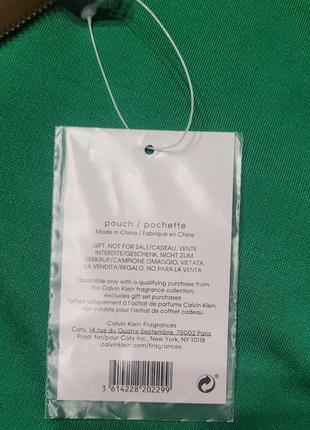 pouch / pochette
Made in China / Fabriqué en Chine
GIFT. NOT FOR SALE/CADEAU. VENTE
INTERDITE/GESCHENK. NICHT ZUM
VERKAUF/CAMPIONE OMAGGIO, VIETATA
LA VENDITA/REGALO. NO PARA LA VENTA.
*available only with a qualifying purchase from
the Calvin Klein fragrance collection,
excludes gift set purchases
*offert uniquement à l'achat de parfums Calvin Klein,
non valable pour l'achat de coffret cadeau
Calvin Klein Fragrances
Coty, 14 rue du Quatre Septembre, 75002 Paris
Prod. for/pour Coty Inc., New York, NY 10118
calvinklein.com/fragrances
3 614228 202299